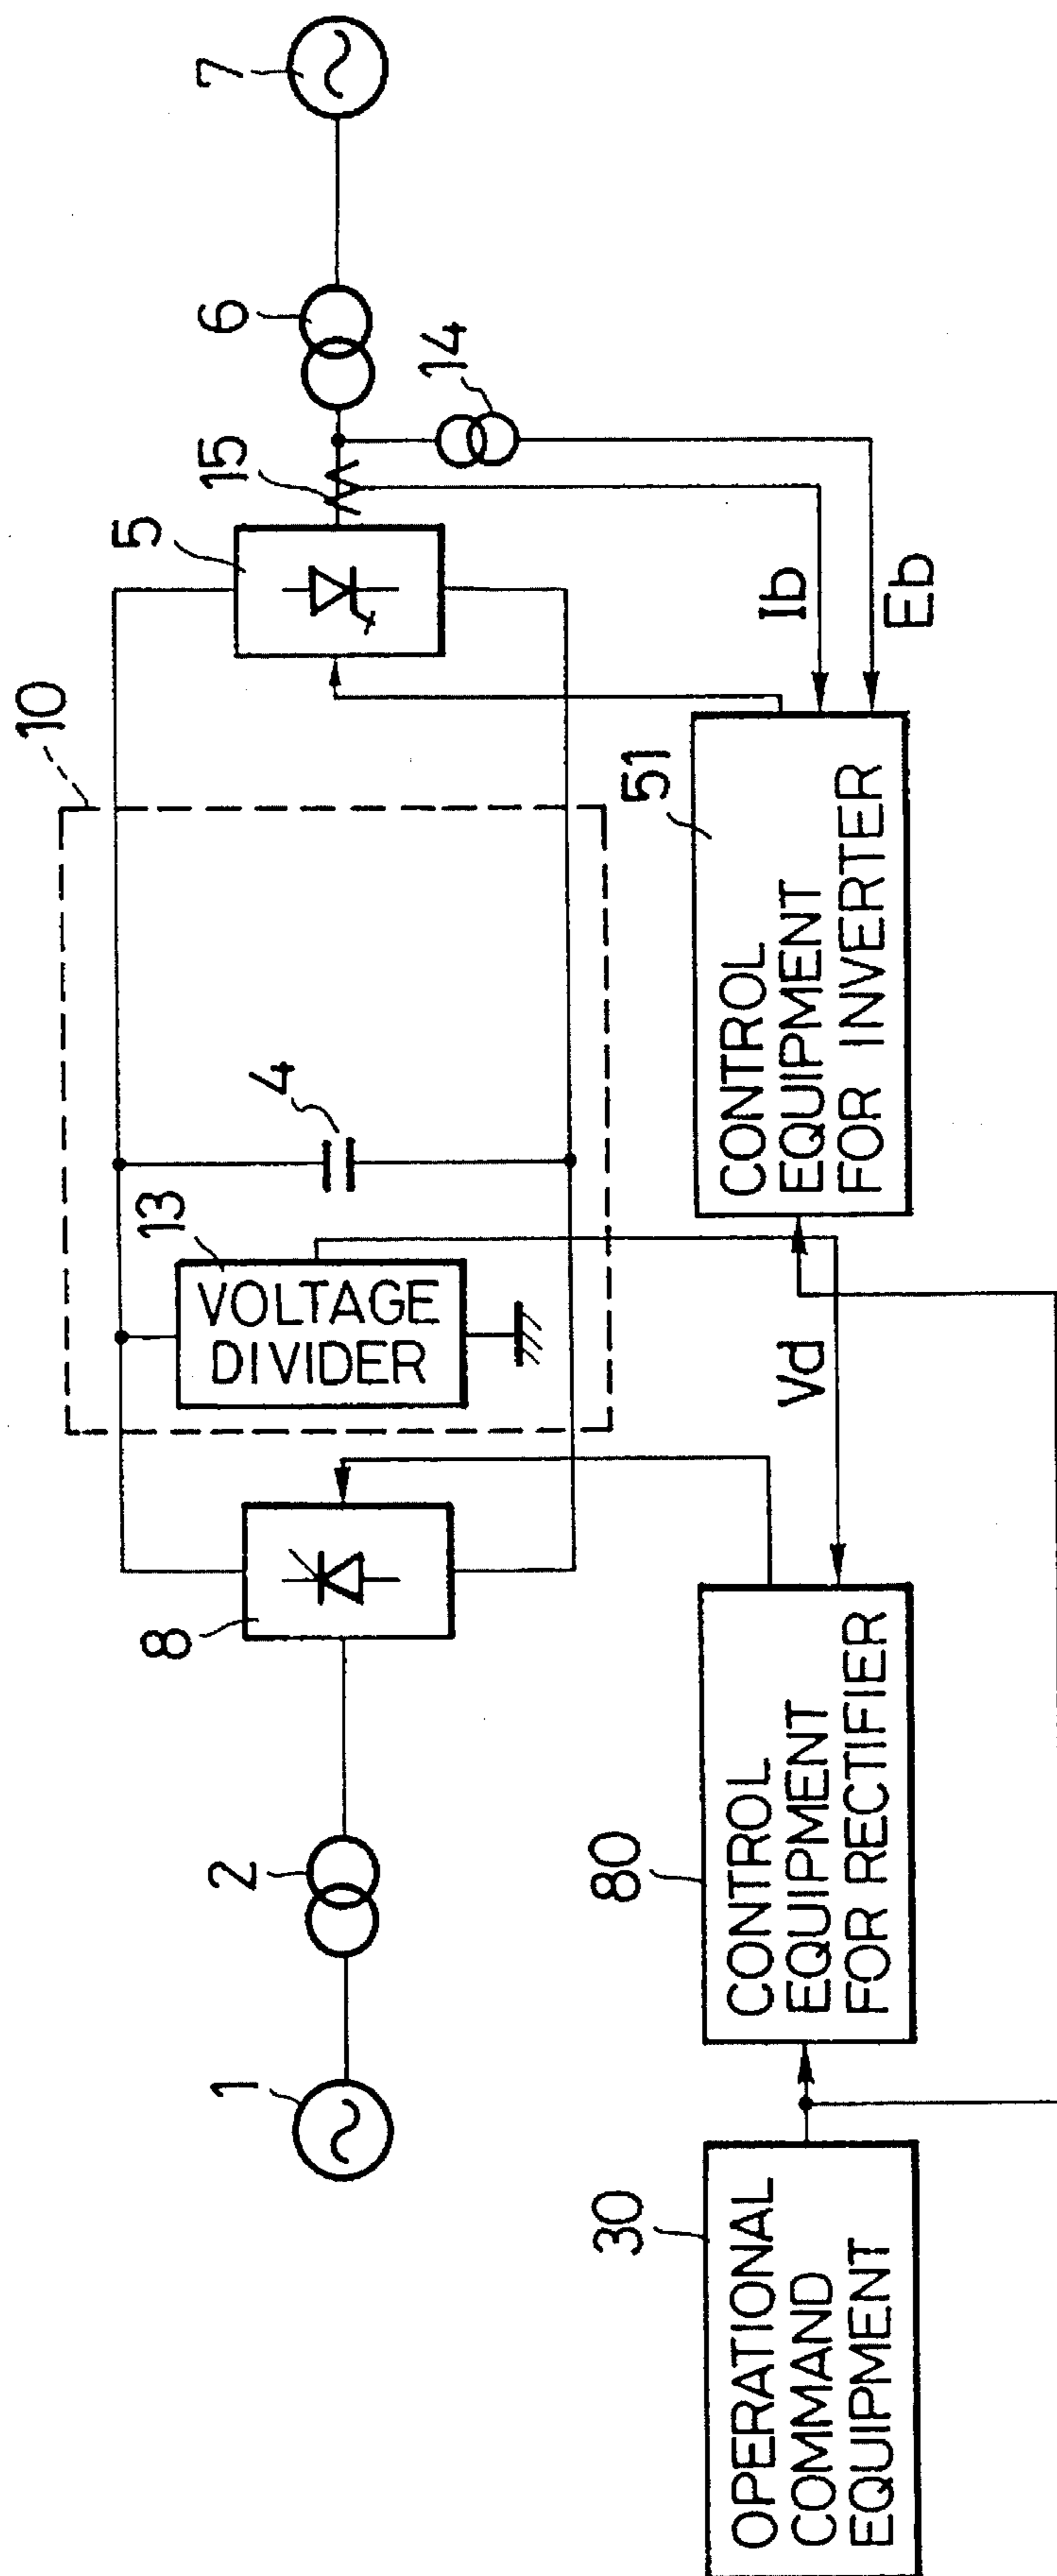 1
2
8
10
13
VOLTAGE
DIVIDER
4
5
15
6
14
7
30
OPERATIONAL
COMMAND
EQUIPMENT
80
CONTROL
EQUIPMENT
FOR RECTIFIER
Vd
51
CONTROL
EQUIPMENT
FOR INVERTER
Ib
Eb